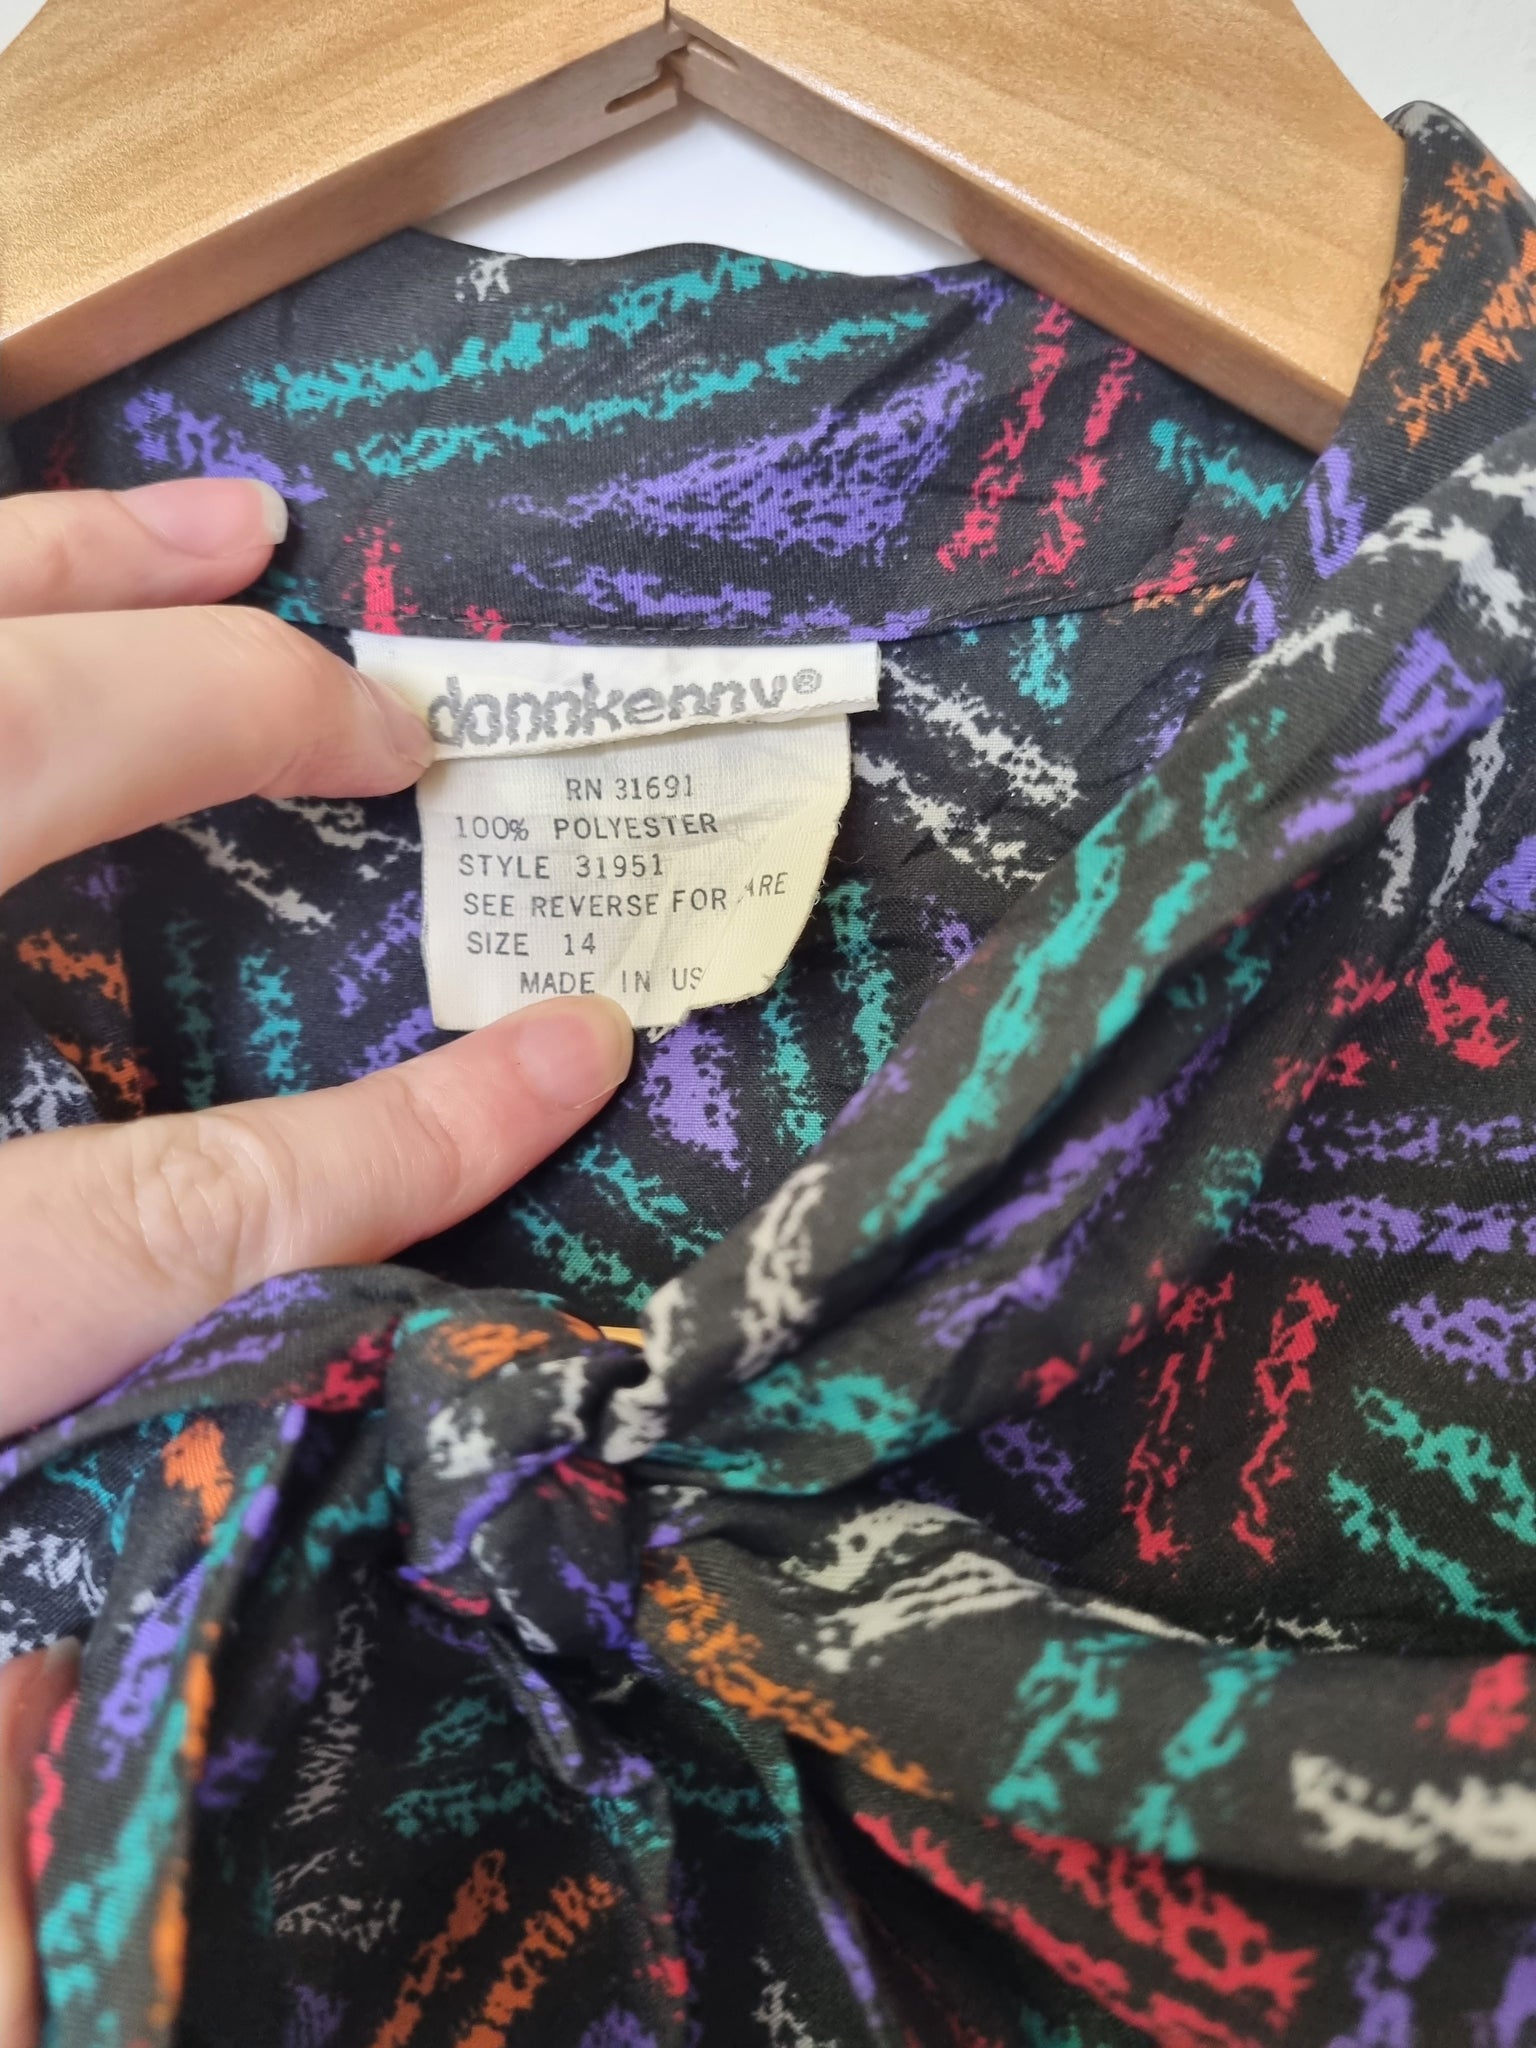 donnkenny®
RN 31691
100% POLYESTER
STYLE 31951
SEE REVERSE FOR ARE
SIZE 14
MADE IN US